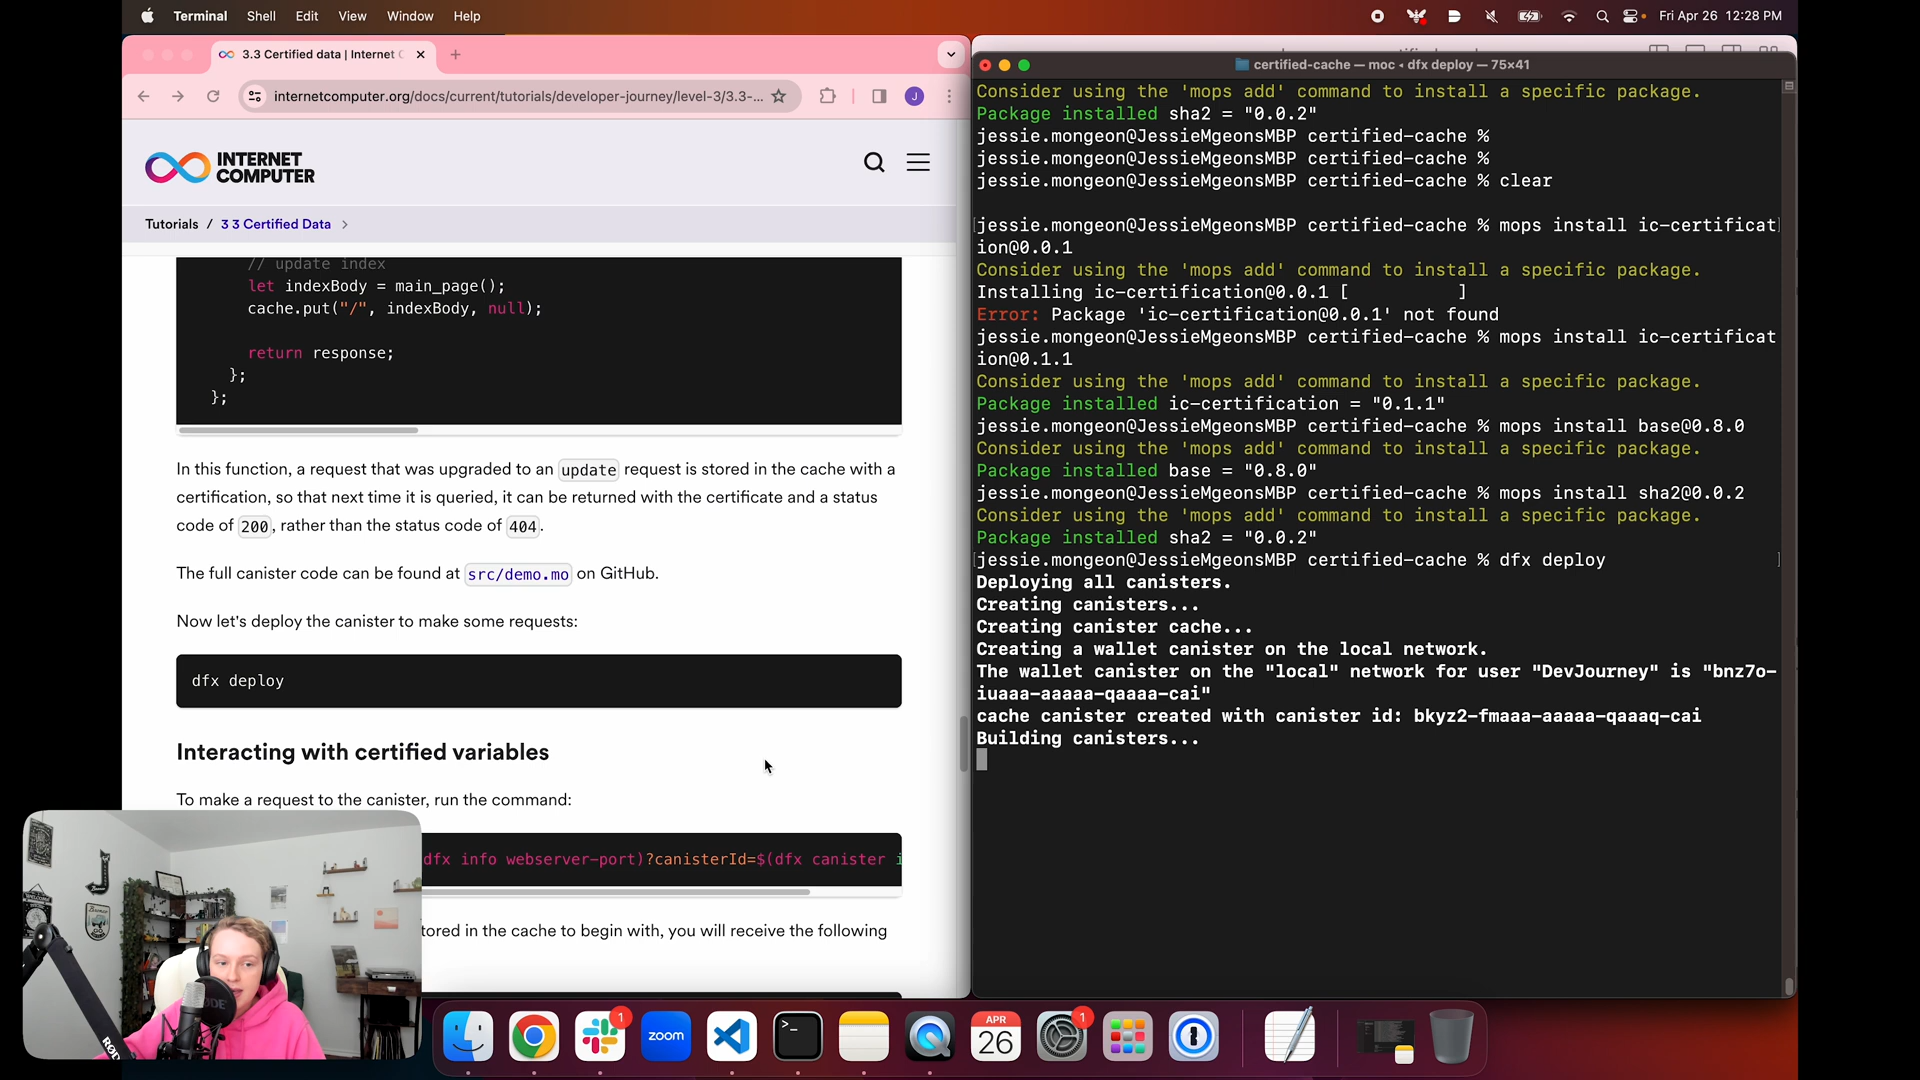 Terminal Shell Edit View Window Help
Fri Apr 26 12:28 PM
3.3 Certified data | Internet C
internetcomputer.org/docs/current/tutorials/developer-journey/level-3/3.3-...
J
INTERNET
COMPUTER
Tutorials / 3 3 Certified Data >
// update index
let indexBody = main_page();
cache.put("/", indexBody, null);
return response;
};
};
In this function, a request that was upgraded to an update request is stored in the cache with a
certification, so that next time it is queried, it can be returned with the certificate and a status
code of 200, rather than the status code of 404.
The full canister code can be found at src/demo.mo on GitHub.
Now let's deploy the canister to make some requests:
dfx deploy
Interacting with certified variables
To make a request to the canister, run the command:
dfx info webserver-port)?canisterId=$(dfx canister i
tored in the cache to begin with, you will receive the following
certified-cache — moc ◂ dfx deploy — 75×41
Consider using the 'mops add' command to install a specific package.
Package installed sha2 = "0.0.2"
jessie.mongeon@JessieMgeonsMBP certified-cache %
jessie.mongeon@JessieMgeonsMBP certified-cache %
jessie.mongeon@JessieMgeonsMBP certified-cache % clear
[jessie.mongeon@JessieMgeonsMBP certified-cache % mops install ic-certificat]
ion@0.0.1
Consider using the 'mops add' command to install a specific package.
Installing ic-certification@0.0.1 [          ]
Error: Package 'ic-certification@0.0.1' not found
jessie.mongeon@JessieMgeonsMBP certified-cache % mops install ic-certificat
ion@0.1.1
Consider using the 'mops add' command to install a specific package.
Package installed ic-certification = "0.1.1"
jessie.mongeon@JessieMgeonsMBP certified-cache % mops install base@0.8.0
Consider using the 'mops add' command to install a specific package.
Package installed base = "0.8.0"
jessie.mongeon@JessieMgeonsMBP certified-cache % mops install sha2@0.0.2
Consider using the 'mops add' command to install a specific package.
Package installed sha2 = "0.0.2"
[jessie.mongeon@JessieMgeonsMBP certified-cache % dfx deploy ]
Deploying all canisters.
Creating canisters...
Creating canister cache...
Creating a wallet canister on the local network.
The wallet canister on the "local" network for user "DevJourney" is "bnz7o-
iuaaa-aaaaa-qaaaa-cai"
cache canister created with canister id: bkyz2-fmaaa-aaaaa-qaaaq-cai
Building canisters...
RØD
1
zoom
APR
26
1